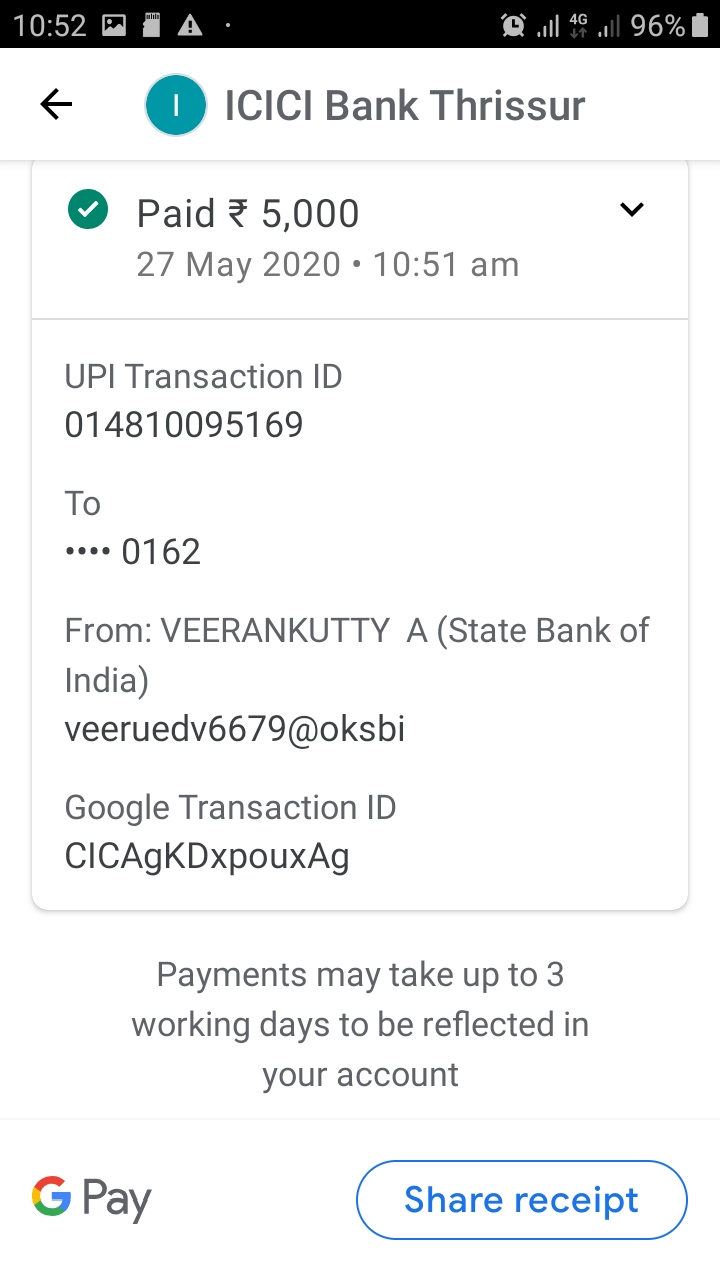 10:52 4G 96%
I ICICI Bank Thrissur
Paid ₹ 5,000
27 May 2020 • 10:51 am
UPI Transaction ID
014810095169
To
•••• 0162
From: VEERANKUTTY A (State Bank of
India)
veeruedv6679@oksbi
Google Transaction ID
CICAgKDxpouxAg
Payments may take up to 3
working days to be reflected in
your account
G Pay Share receipt